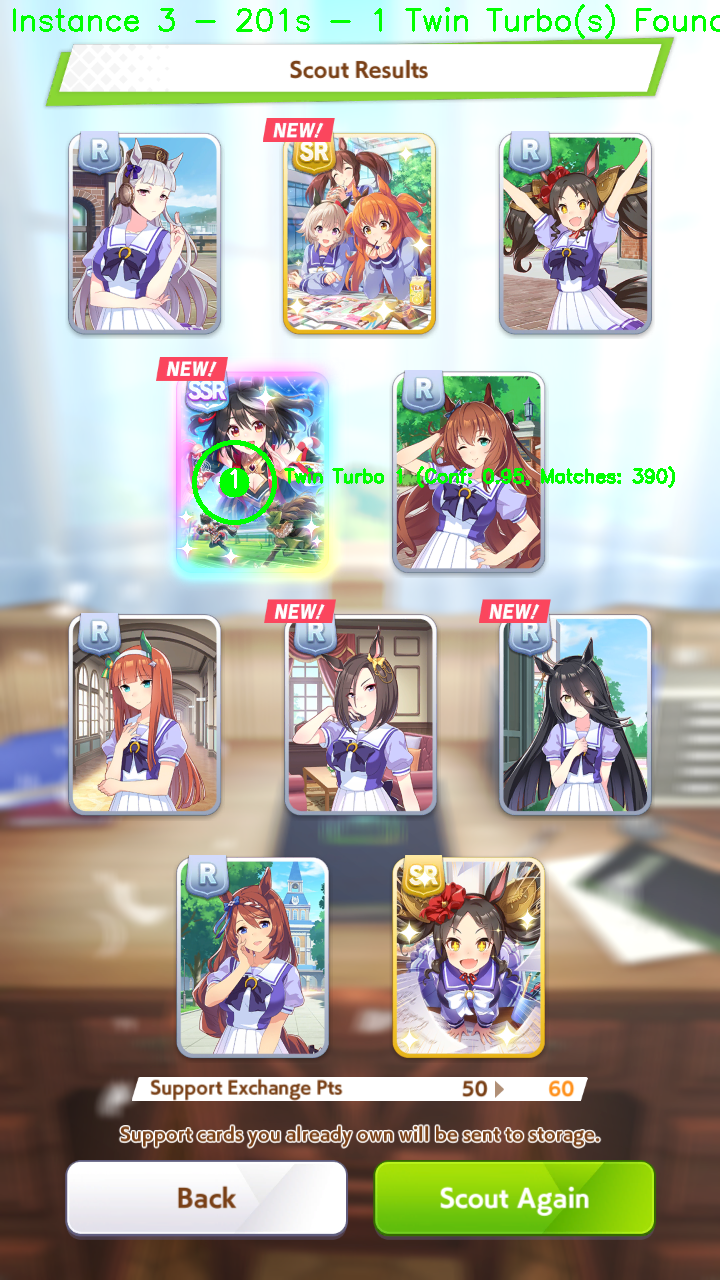 Instance 3 - 201s - 1 Twin Turbo(s) Found
Scout Results
R
NEW!
SR
R
NEW!
SSR
R
1
Twin Turbo 1 (Conf: 0.95, Matches: 390)
R
NEW!
R
NEW!
R
R
SR
Support Exchange Pts 50 60
Support cards you already own will be sent to storage.
Back
Scout Again